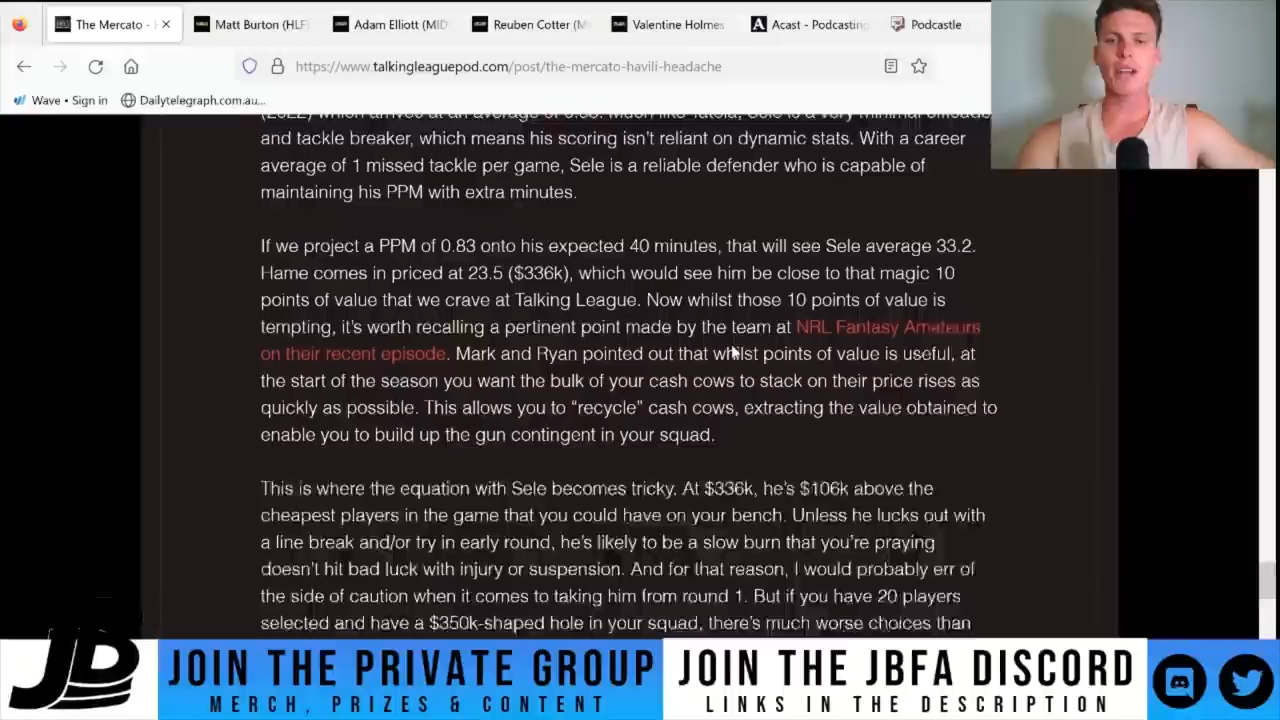 The Mercato -
Matt Burton (HLF
Adam Elliott (MID
Reuben Cotter (M
Valentine Holmes
Acast - Podcasting
Podcastle
https://www.talkingleaguepod.com/post/the-mercato-havili-headache
Wave • Sign in
Dailytelegraph.com.au...
and tackle breaker, which means his scoring isn't reliant on dynamic stats. With a career
average of 1 missed tackle per game, Sele is a reliable defender who is capable of
maintaining his PPM with extra minutes.
If we project a PPM of 0.83 onto his expected 40 minutes, that will see Sele average 33.2.
Hame comes in priced at 23.5 ($336k), which would see him be close to that magic 10
points of value that we crave at Talking League. Now whilst those 10 points of value is
tempting, it's worth recalling a pertinent point made by the team at NRL Fantasy Amateurs
on their recent episode. Mark and Ryan pointed out that whilst points of value is useful, at
the start of the season you want the bulk of your cash cows to stack on their price rises as
quickly as possible. This allows you to “recycle” cash cows, extracting the value obtained to
enable you to build up the gun contingent in your squad.
This is where the equation with Sele becomes tricky. At $336k, he's $106k above the
cheapest players in the game that you could have on your bench. Unless he lucks out with
a line break and/or try in early round, he's likely to be a slow burn that you're praying
doesn't hit bad luck with injury or suspension. And for that reason, I would probably err of
the side of caution when it comes to taking him from round 1. But if you have 20 players
selected and have a $350k-shaped hole in your squad, there's much worse choices than
JB
JOIN THE PRIVATE GROUP
MERCH, PRIZES & CONTENT
JOIN THE JBFA DISCORD
LINKS IN THE DESCRIPTION